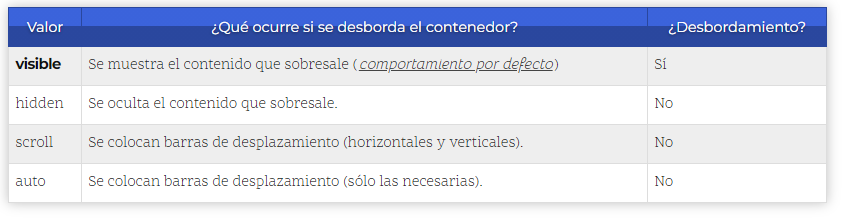 Valor ¿Qué ocurre si se desborda el contenedor? ¿Desbordamiento?
visible Se muestra el contenido que sobresale (comportamiento por defecto) Sí
hidden Se oculta el contenido que sobresale. No
scroll Se colocan barras de desplazamiento (horizontales y verticales). No
auto Se colocan barras de desplazamiento (sólo las necesarias). No